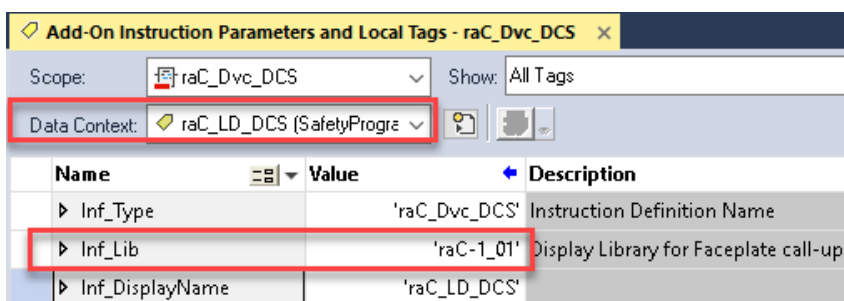 Add-On Instruction Parameters and Local Tags - raC_Dvc_DCS
Scope: raC_Dvc_DCS Show: All Tags
Data Context: raC_LD_DCS (SafetyProgra
Name Value Description
Inf_Type 'raC_Dvc_DCS' Instruction Definition Name
Inf_Lib 'raC-1_01' Display Library for Faceplate call-up
Inf_DisplayName 'raC_LD_DCS'